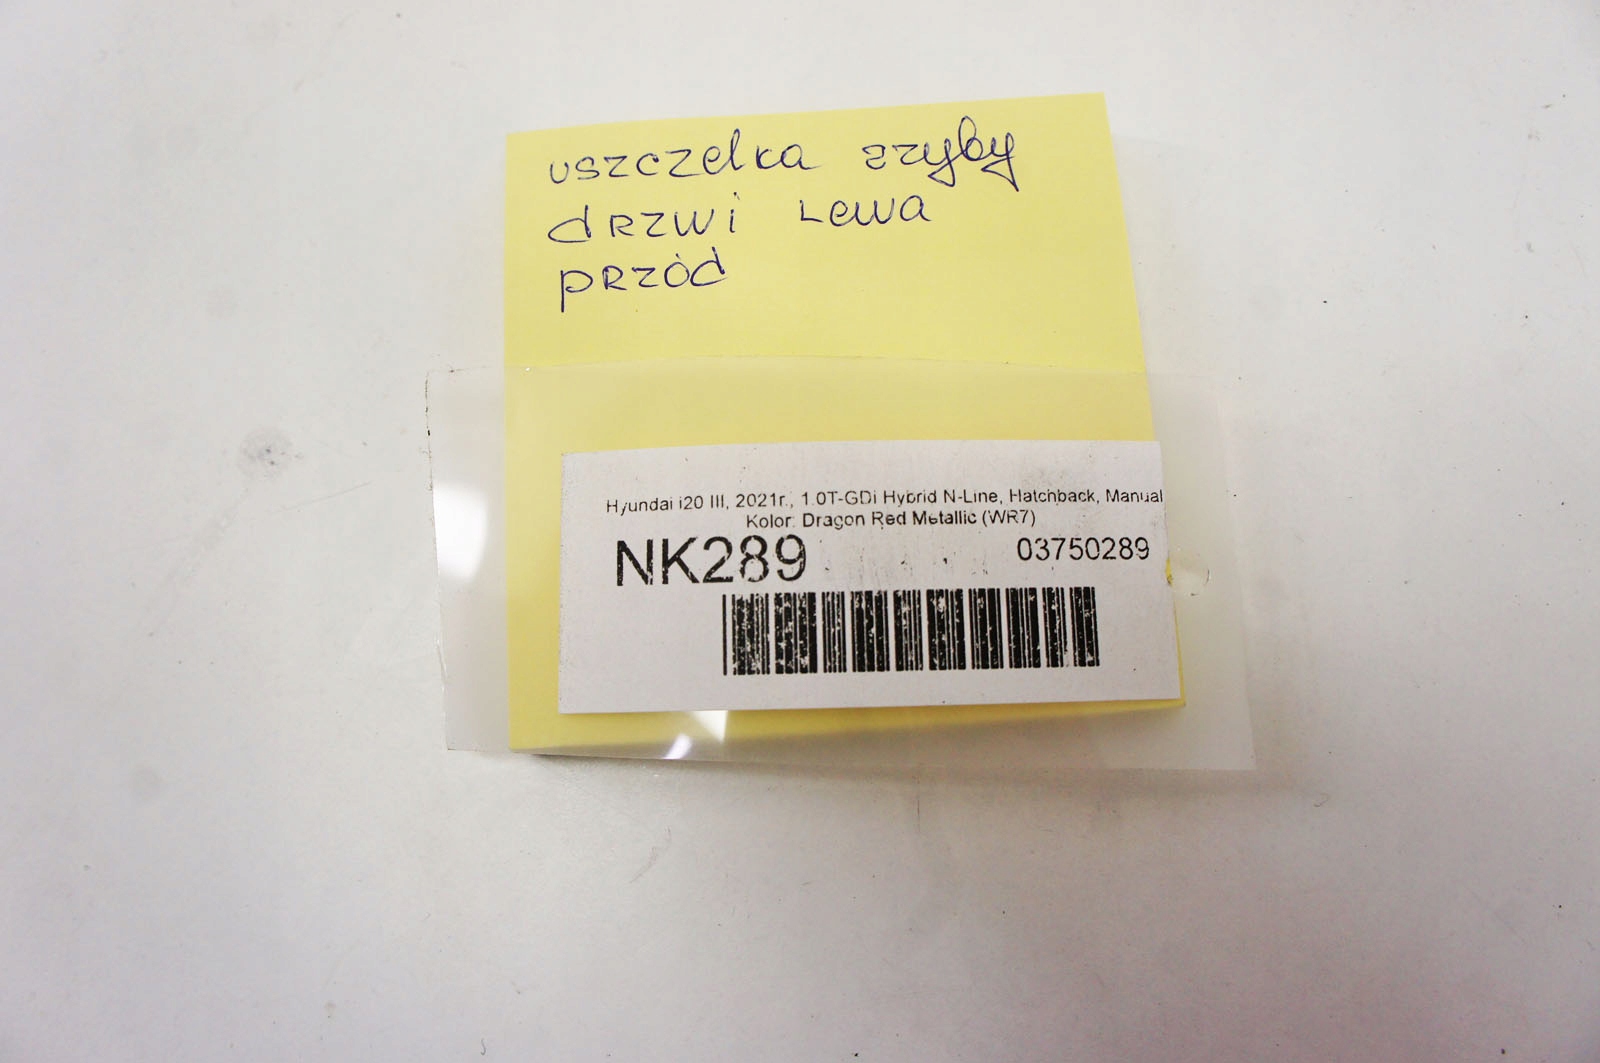 uszczelka szyby
drzwi Lewa
przód
Hyundai i20 III, 2021r., 1.0T-GDi Hybrid N-Line, Hatchback, Manual
Kolor: Dragon Red Metallic (WR7)
NK289
03750289